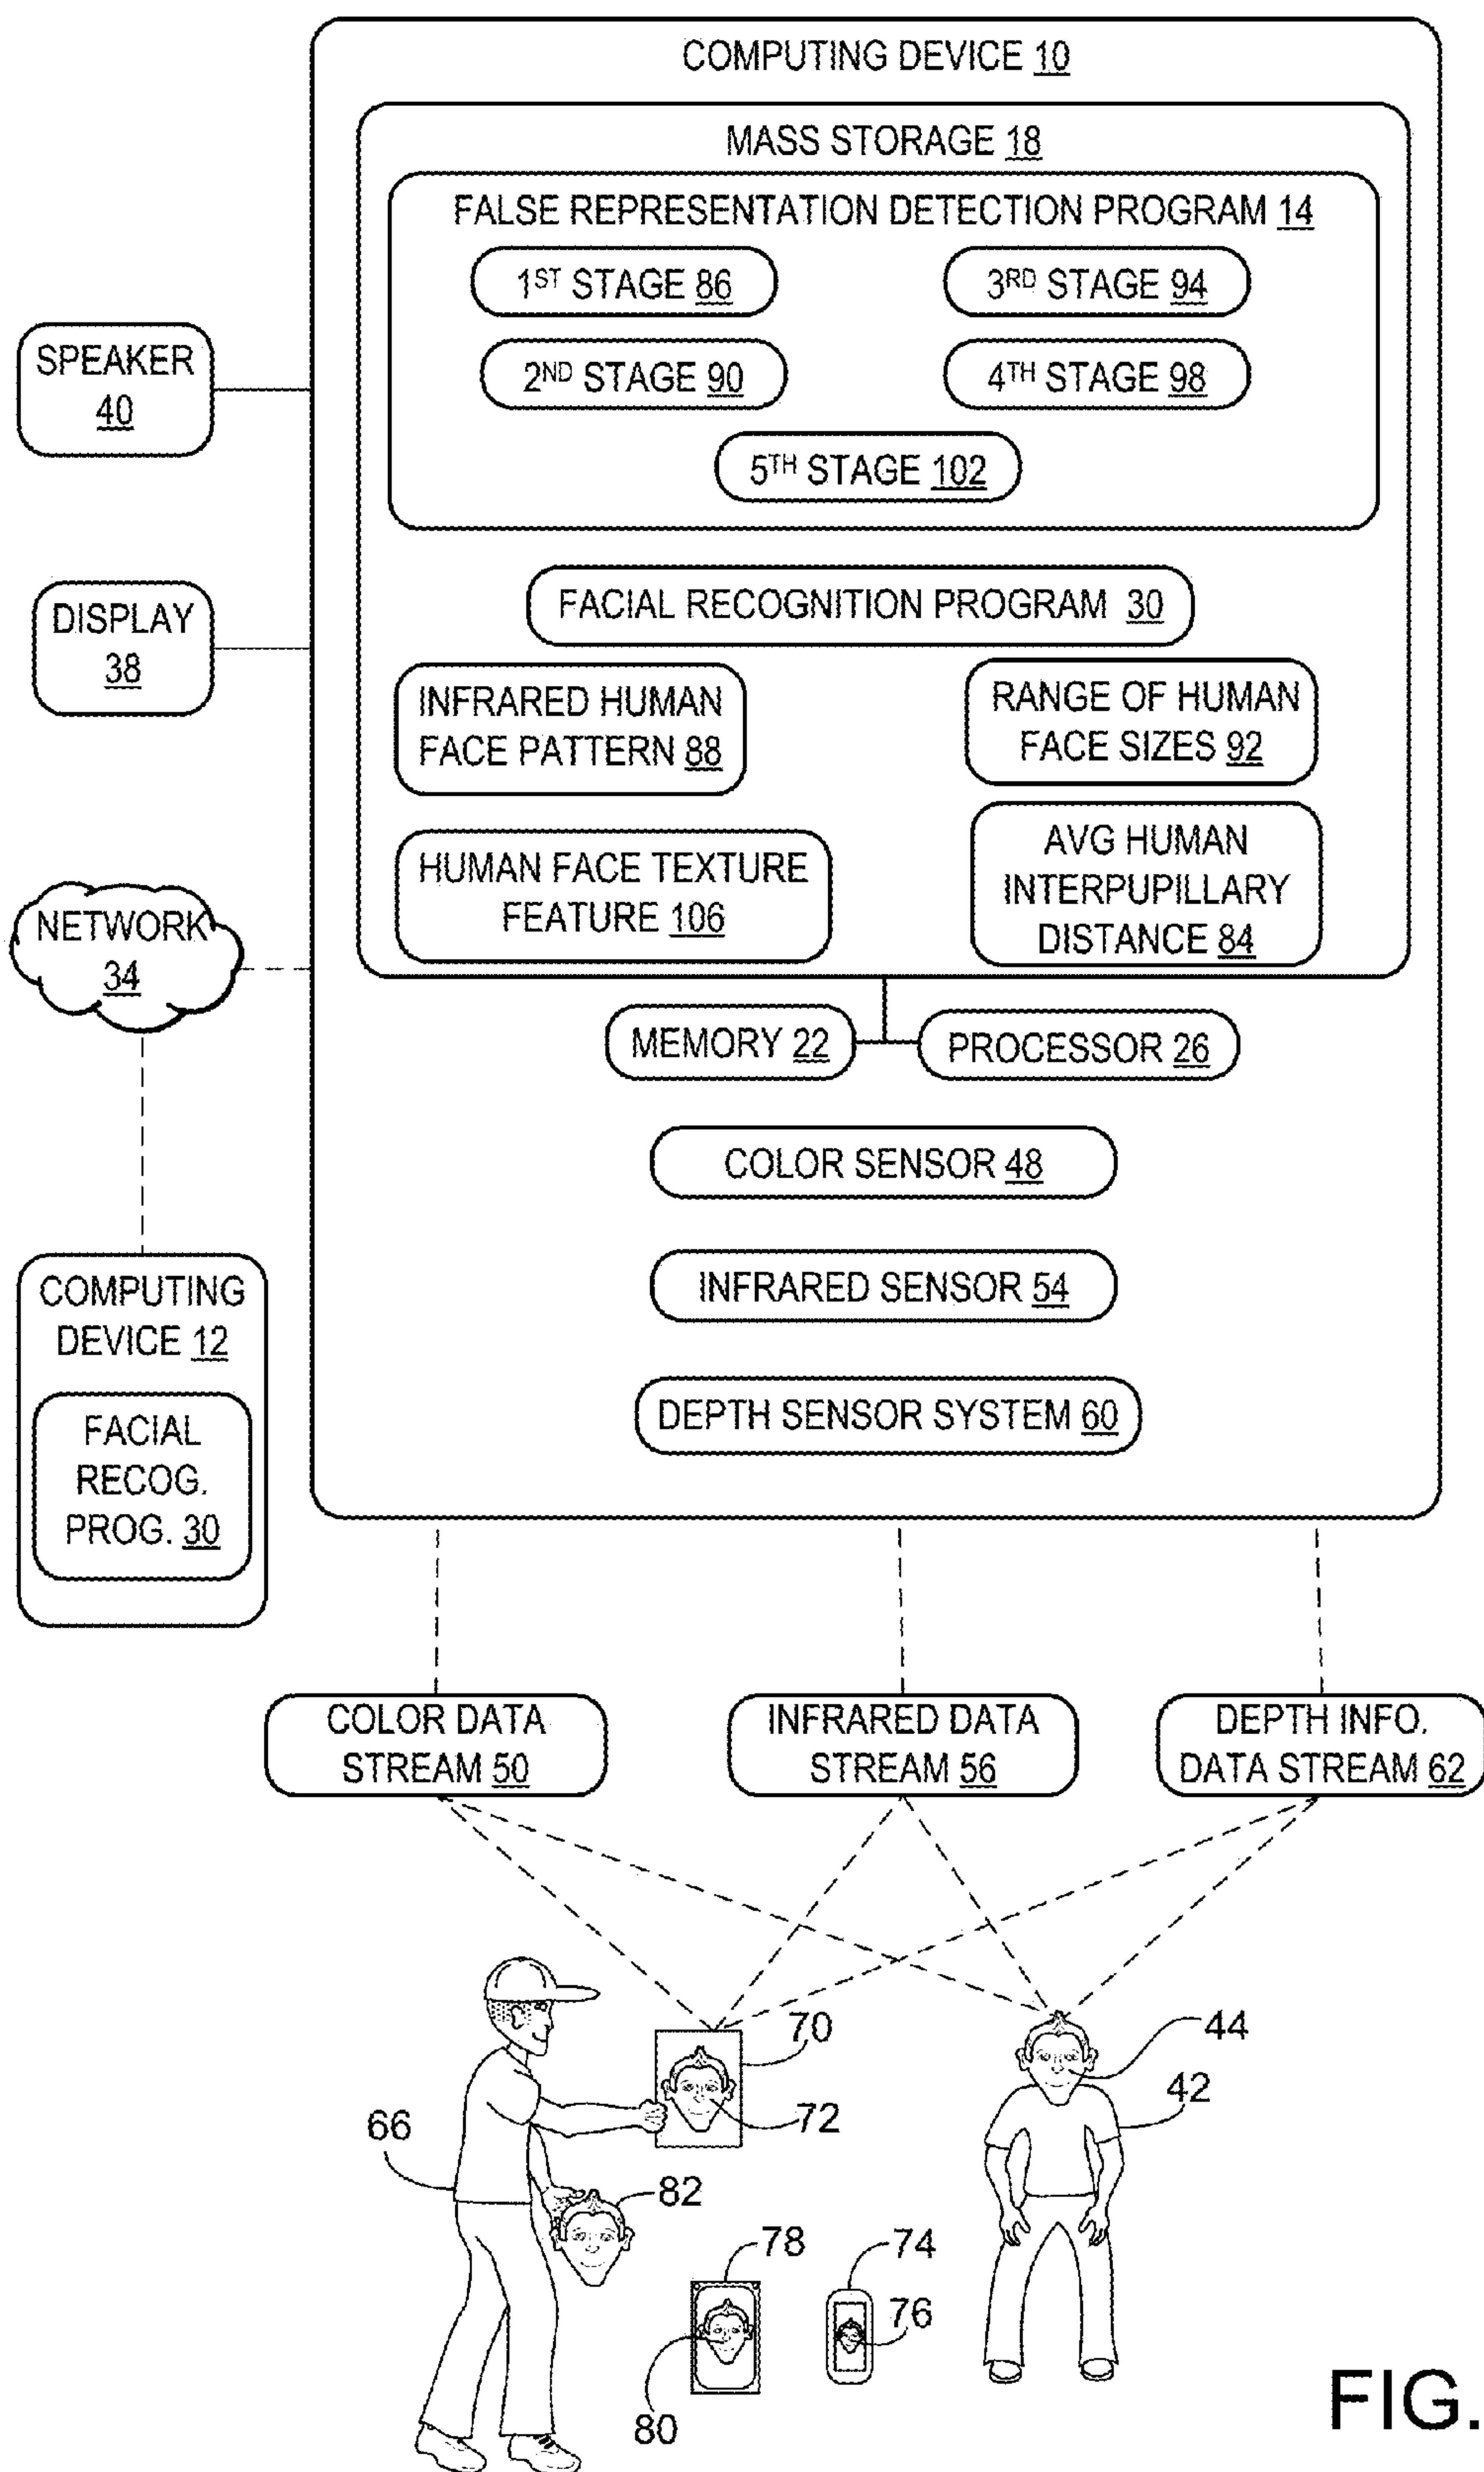 COMPUTING DEVICE 10
MASS STORAGE 18
FALSE REPRESENTATION DETECTION PROGRAM 14
1ST STAGE 86
3RD STAGE 94
2ND STAGE 90
4TH STAGE 98
5TH STAGE 102
FACIAL RECOGNITION PROGRAM 30
INFRARED HUMAN
FACE PATTERN 88
RANGE OF HUMAN
FACE SIZES 92
HUMAN FACE TEXTURE
FEATURE 106
AVG HUMAN
INTERPUPILLARY
DISTANCE 84
MEMORY 22
PROCESSOR 26
COLOR SENSOR 48
INFRARED SENSOR 54
DEPTH SENSOR SYSTEM 60
SPEAKER
40
DISPLAY
38
NETWORK
34
COMPUTING
DEVICE 12
FACIAL
RECOG.
PROG. 30
COLOR DATA
STREAM 50
INFRARED DATA
STREAM 56
DEPTH INFO.
DATA STREAM 62
70
44
72
42
66
82
78
74
76
80
FIG.